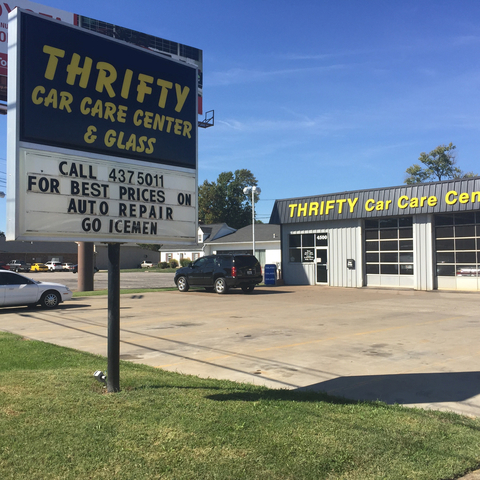 THRIFTY
CAR CARE CENTER
& GLASS
CALL 4375011
FOR BEST PRICES ON
AUTO REPAIR
GO ICEMEN
THRIFTY Car Care Cen
4500